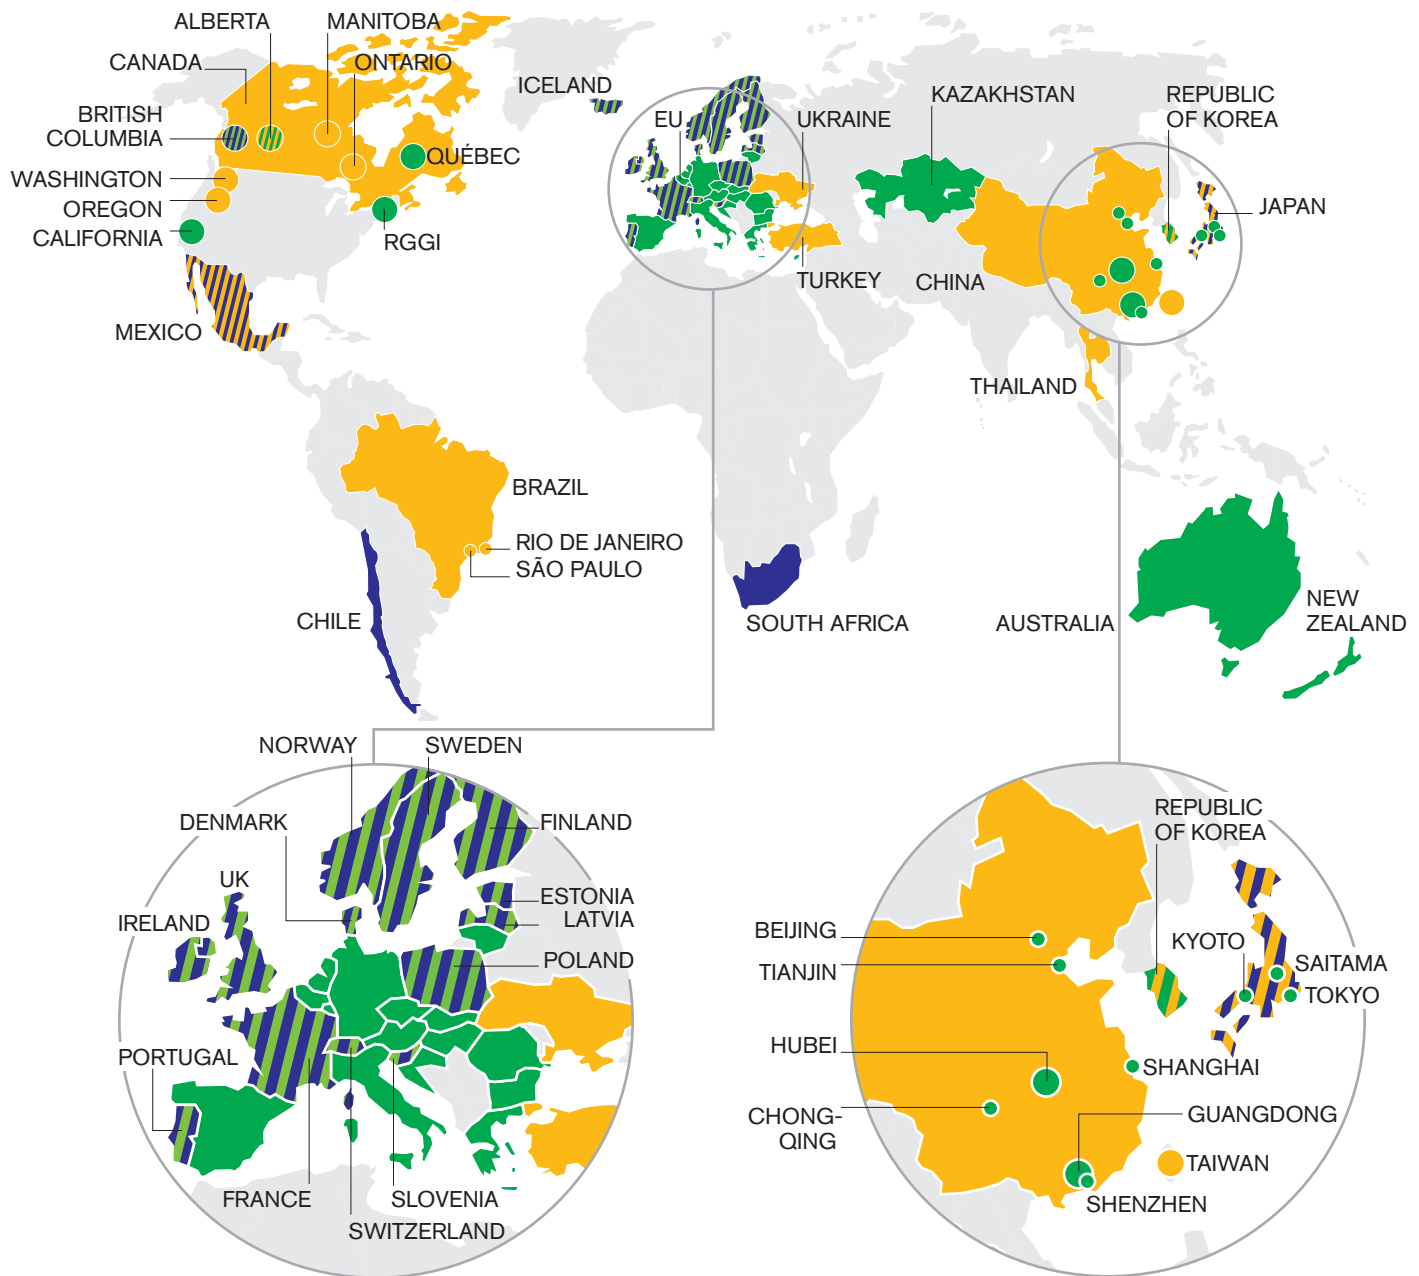 ALBERTA
MANITOBA
CANADA
ONTARIO
BRITISH
COLUMBIA
QUÉBEC
WASHINGTON
OREGON
CALIFORNIA
RGGI
MEXICO
ICELAND
EU
UKRAINE
KAZAKHSTAN
REPUBLIC
OF KOREA
JAPAN
TURKEY
CHINA
THAILAND
BRAZIL
RIO DE JANEIRO
SÃO PAULO
CHILE
SOUTH AFRICA
AUSTRALIA
NEW
ZEALAND
NORWAY
SWEDEN
DENMARK
FINLAND
UK
ESTONIA
LATVIA
IRELAND
POLAND
PORTUGAL
FRANCE
SLOVENIA
SWITZERLAND
REPUBLIC
OF KOREA
BEIJING
TIANJIN
KYOTO
SAITAMA
TOKYO
HUBEI
SHANGHAI
CHONG-
QING
GUANGDONG
TAIWAN
SHENZHEN